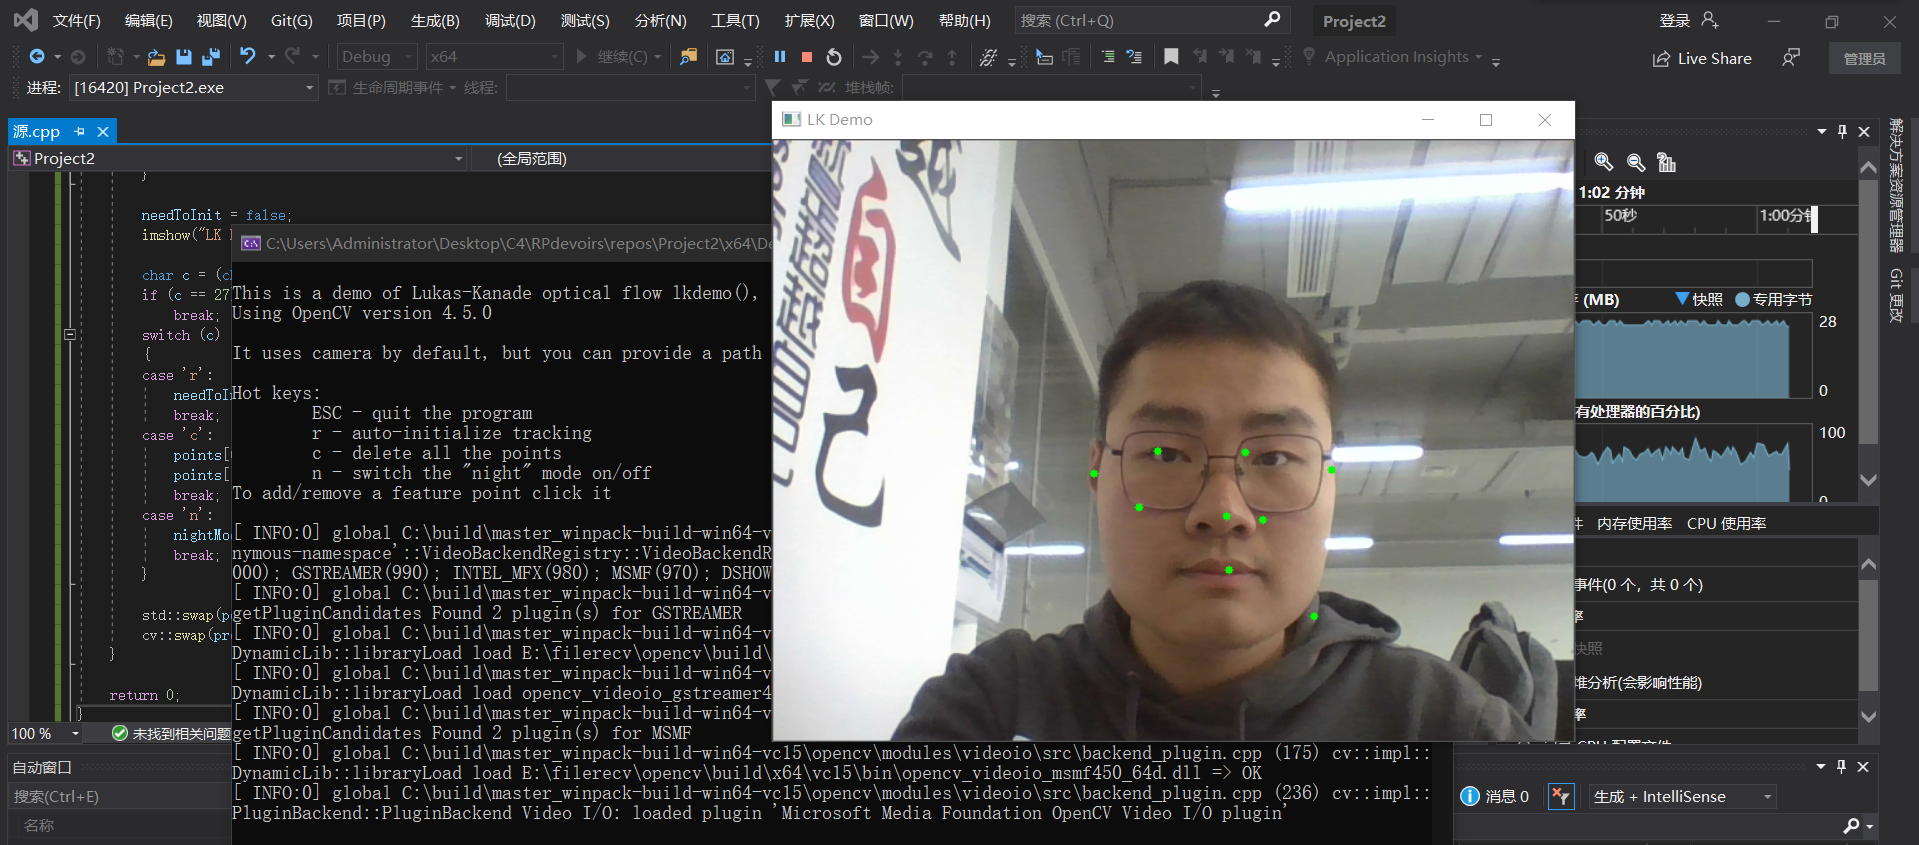 文件(F) 编辑(E) 视图(V) Git(G) 项目(P) 生成(B) 调试(D) 测试(S) 分析(N) 工具(T) 扩展(X) 窗口(W) 帮助(H) 搜索 (Ctrl+Q) Project2 登录
Debug x64 继续(C) Application Insights Live Share 管理员
进程: [16420] Project2.exe 生命周期事件 线程: 堆栈帧:
源.cpp
Project2 (全局范围)
}
needToInit = false;
imshow("LK
char c = (
if (c == 27
break;
switch (c)
{
case 'r':
needToIn
break;
case 'c':
points[
points[
break;
case 'n':
nightMo
break;
}
std::swap(p
cv::swap(pr
}
return 0;
}
100 % 未找到相关问题
自动窗口
搜索(Ctrl+E)
名称
C:\Users\Administrator\Desktop\C4\RPdevoirs\repos\Project2\x64\De
This is a demo of Lukas-Kanade optical flow lkdemo(),
Using OpenCV version 4.5.0
It uses camera by default, but you can provide a path
Hot keys:
ESC - quit the program
r - auto-initialize tracking
c - delete all the points
n - switch the "night" mode on/off
To add/remove a feature point click it
[ INFO:0] global C:\build\master_winpack-build-win64-v
nymous-namespace'::VideoBackendRegistry::VideoBackendR
000); GSTREAMER(990); INTEL_MFX(980); MSMF(970); DSHOW
[ INFO:0] global C:\build\master_winpack-build-win64-v
getPluginCandidates Found 2 plugin(s) for GSTREAMER
[ INFO:0] global C:\build\master_winpack-build-win64-v
DynamicLib::libraryLoad load E:\filerecv\opencv\build\
[ INFO:0] global C:\build\master_winpack-build-win64-v
DynamicLib::libraryLoad load opencv_videoio_gstreamer4
[ INFO:0] global C:\build\master_winpack-build-win64-v
getPluginCandidates Found 2 plugin(s) for MSMF
[ INFO:0] global C:\build\master_winpack-build-win64-vc15\opencv\modules\videoio\src\backend_plugin.cpp (175) cv::impl::
DynamicLib::libraryLoad load E:\filerecv\opencv\build\x64\vc15\bin\opencv_videoio_msmf450_64d.dll => OK
[ INFO:0] global C:\build\master_winpack-build-win64-vc15\opencv\modules\videoio\src\backend_plugin.cpp (236) cv::impl::
PluginBackend::PluginBackend Video I/O: loaded plugin 'Microsoft Media Foundation OpenCV Video I/O plugin'
LK Demo
1:02 分钟
50秒 1:00分钟
(MB) 快照 专用字节
28
0
有处理器的百分比)
100
0
件 内存使用率 CPU 使用率
事件(0 个，共 0 个)
率
快照
堆分析(会影响性能)
率
CPU 配置文件
解决方案资源管理器
Git 更改
消息 0 生成 + IntelliSense